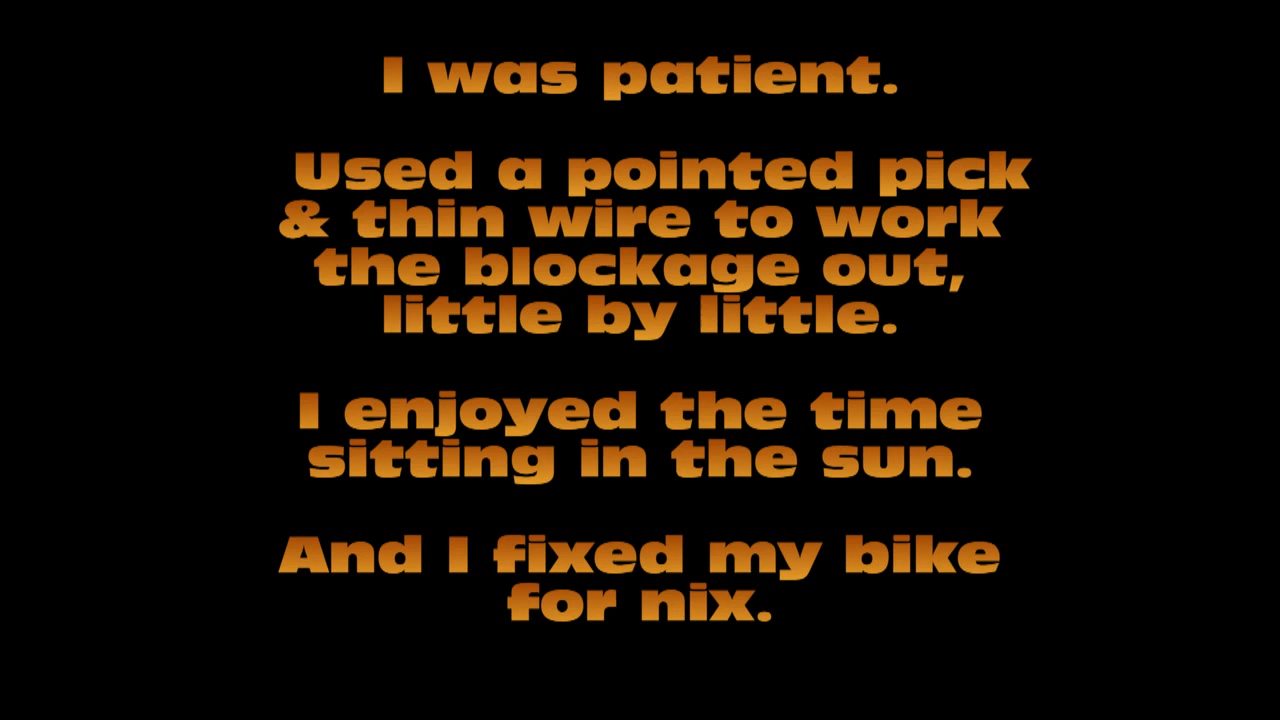 I was patient.
Used a pointed pick
& thin wire to work
the blockage out,
little by little.
I enjoyed the time
sitting in the sun.
And I fixed my bike
for nix.